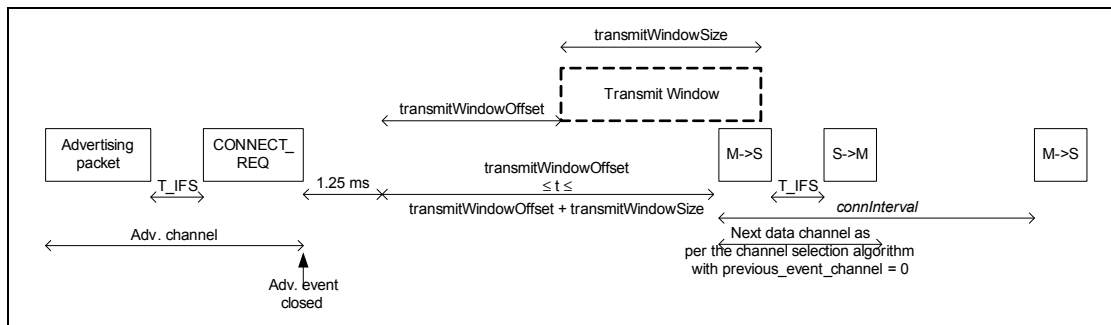 transmitWindowSize
Transmit Window
transmitWindowOffset
Advertising
packet
CONNECT_
REQ
M->S
S->M
M->S
T_IFS
1.25 ms
transmitWindowOffset
≤ t ≤
transmitWindowOffset + transmitWindowSize
T_IFS
connInterval
Adv. channel
Next data channel as
per the channel selection algorithm
with previous_event_channel = 0
Adv. event
closed